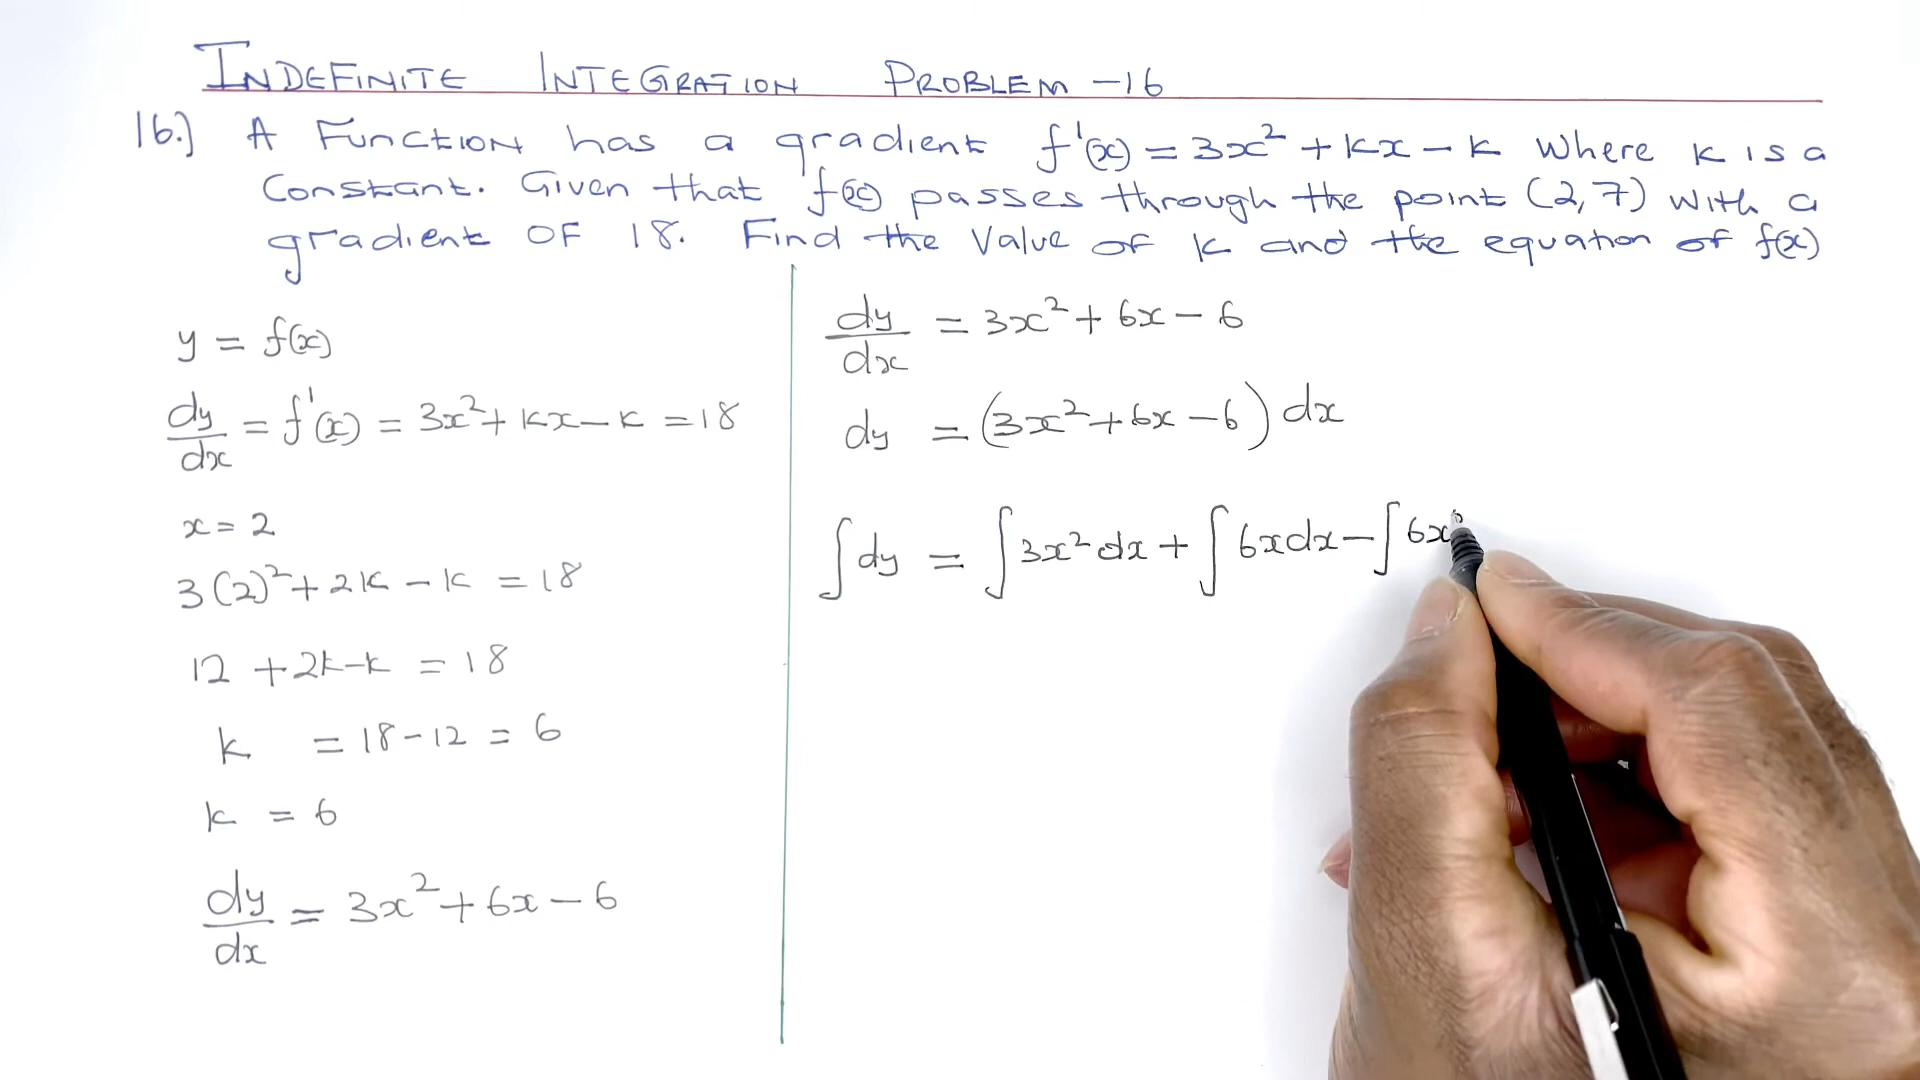 INDEFINITE INTEGRATION PROBLEM -16
16.) A Function has a gradient f'(x) = 3x² + kx - k Where k is a
Constant. Given that f(x) passes through the point (2,7) with a
gradient OF 18. Find the Value of k and the equation of f(x)
y = f(x)
dy/dx = f'(x) = 3x² + kx - k = 18
x = 2
3(2)² + 2k - k = 18
12 + 2k - k = 18
k = 18 - 12 = 6
k = 6
dy/dx = 3x² + 6x - 6
dy/dx = 3x² + 6x - 6
dy = (3x² + 6x - 6) dx
∫dy = ∫3x² dx + ∫6x dx - ∫6x⁰